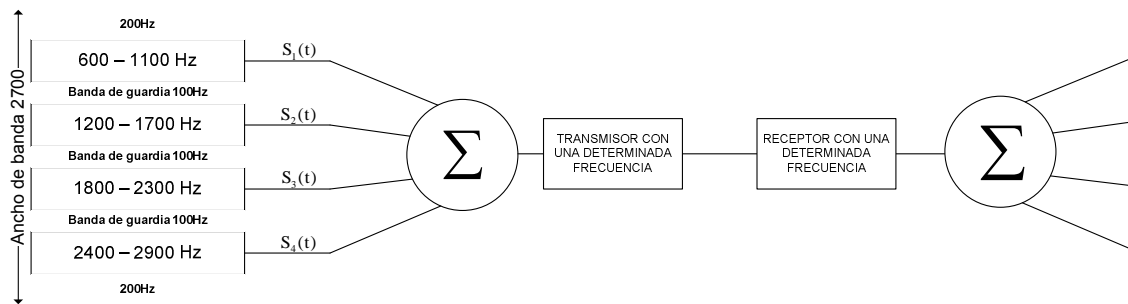 Ancho de banda 2700
200Hz
600 – 1100 Hz
S1(t)
Banda de guardia 100Hz
1200 – 1700 Hz
S2(t)
Banda de guardia 100Hz
1800 – 2300 Hz
S3(t)
Banda de guardia 100Hz
2400 – 2900 Hz
S4(t)
200Hz
Σ
TRANSMISOR CON
UNA DETERMINADA
FRECUENCIA
RECEPTOR CON UNA
DETERMINADA
FRECUENCIA
Σ